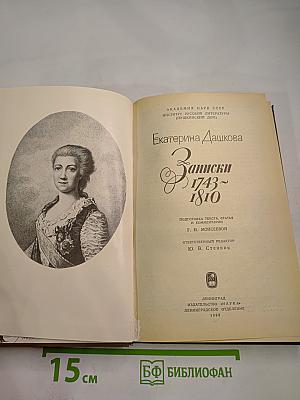 АКАДЕМИЯ НАУК СССР
ИНСТИТУТ РУССКОЙ ЛИТЕРАТУРЫ
(ПУШКИНСКИЙ ДОМ)
Екатерина Дашкова
Записки
1743~
1810
ПОДГОТОВКА ТЕКСТА, СТАТЬЯ
И КОММЕНТАРИИ
Г. Н. МОИСЕЕВОЙ
ОТВЕТСТВЕННЫЙ РЕДАКТОР
Ю. В. Стенник
ЛЕНИНГРАД
ИЗДАТЕЛЬСТВО «НАУКА»
ЛЕНИНГРАДСКОЕ ОТДЕЛЕНИЕ
15 см
БФ БИБЛИОФАН